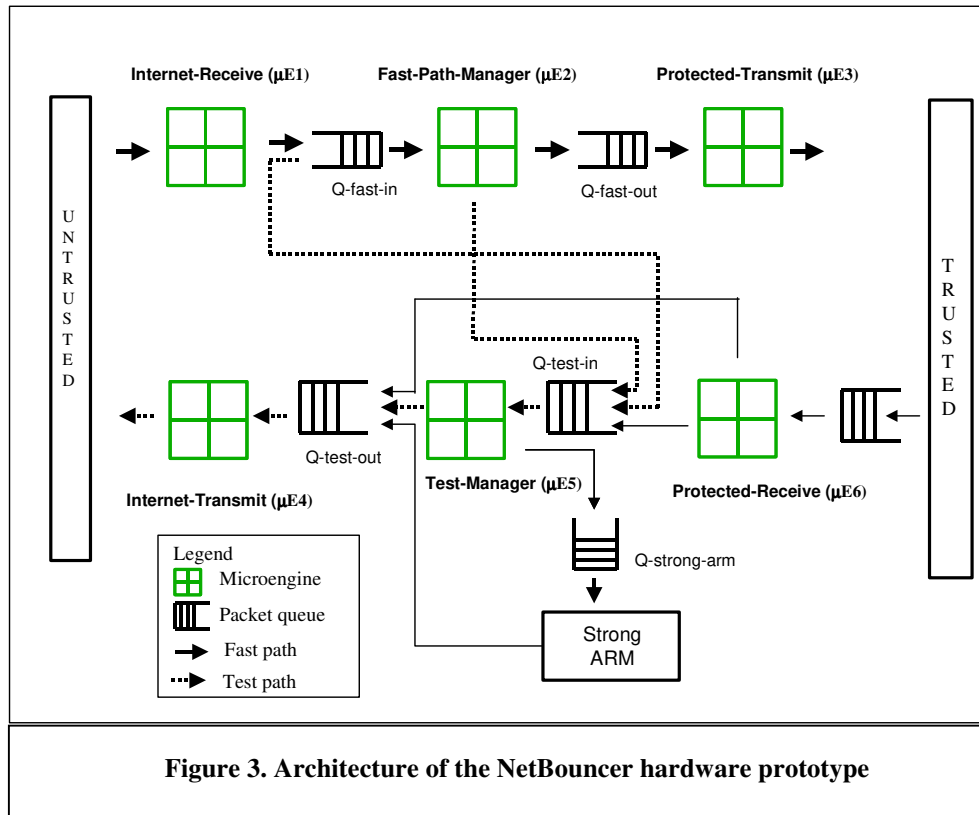 Internet-Receive (µE1)
Fast-Path-Manager (µE2)
Protected-Transmit (µE3)
UNTRUSTED
Q-fast-in
Q-fast-out
TRUSTED
Q-test-in
Q-test-out
Internet-Transmit (µE4)
Test-Manager (µE5)
Protected-Receive (µE6)
Q-strong-arm
Strong
ARM
Legend
Microengine
Packet queue
Fast path
Test path
Figure 3. Architecture of the NetBouncer hardware prototype